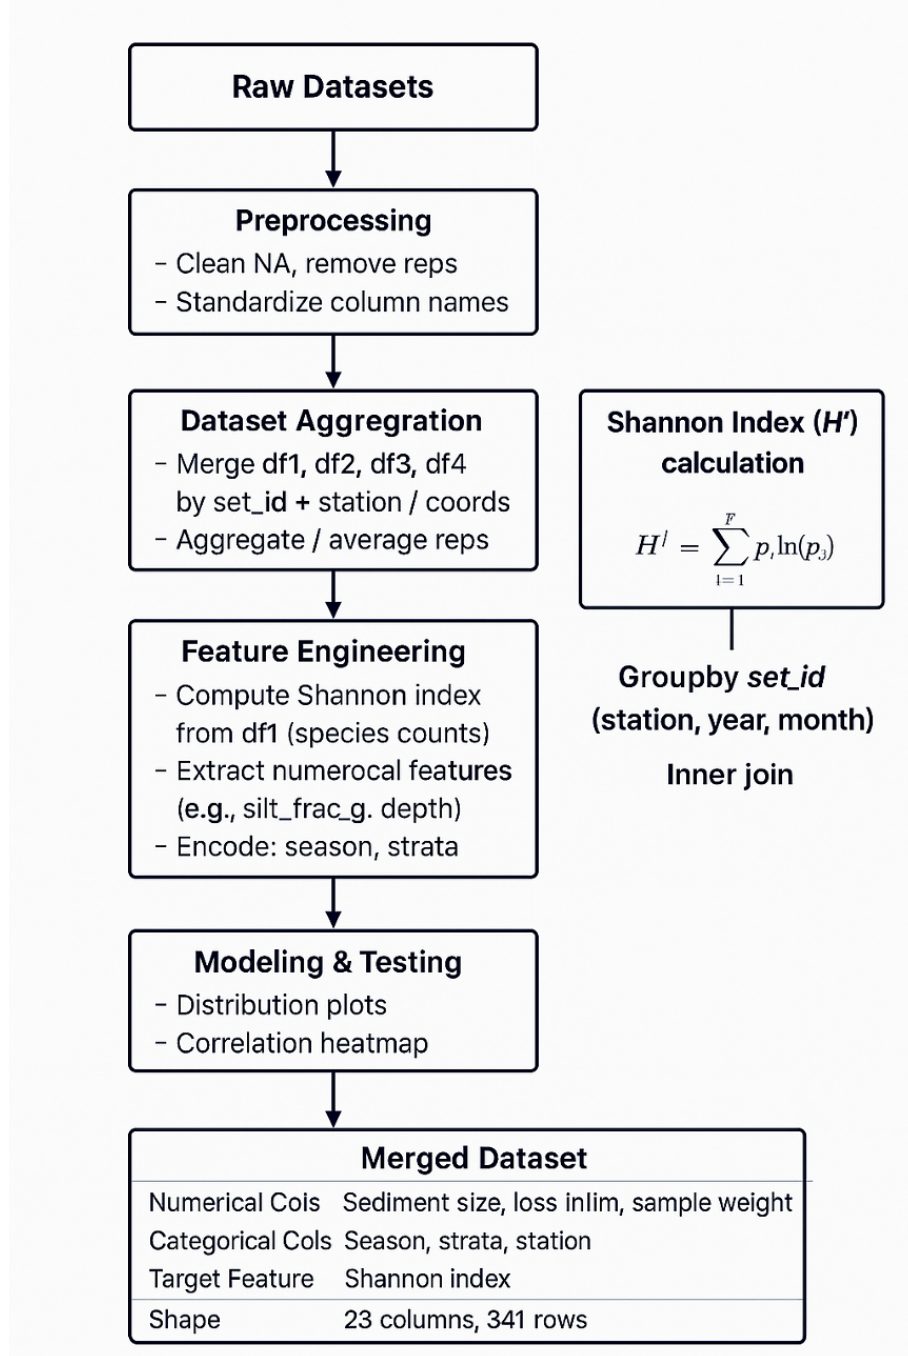 Raw Datasets
Preprocessing
– Clean NA, remove reps
– Standardize column names
Dataset Aggregration
– Merge df1, df2, df3, df4
by set_id + station / coords
– Aggregate / average reps
Shannon Index (H′)
calculation
H′ = ∑ F l=1 p, ln(p3)
Groupby set_id
(station, year, month)
Inner join
Feature Engineering
– Compute Shannon index
from df1 (species counts)
– Extract numerocal features
(e.g., silt_frac_g. depth)
– Encode: season, strata
Modeling & Testing
– Distribution plots
– Correlation heatmap
Merged Dataset
Numerical Cois Sediment size, loss inlim, sample weight
Categorical Cols Season, strata, station
Target Feature Shannon index
Shape 23 columns, 341 rows